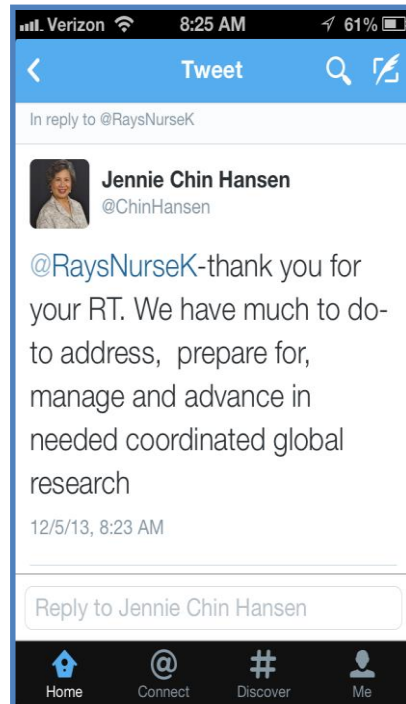 Verizon 8:25 AM 61%
Tweet
In reply to @RaysNurseK
Jennie Chin Hansen
@ChinHansen
@RaysNurseK-thank you for
your RT. We have much to do-
to address, prepare for,
manage and advance in
needed coordinated global
research
12/5/13, 8:23 AM
Reply to Jennie Chin Hansen
Home Connect Discover Me